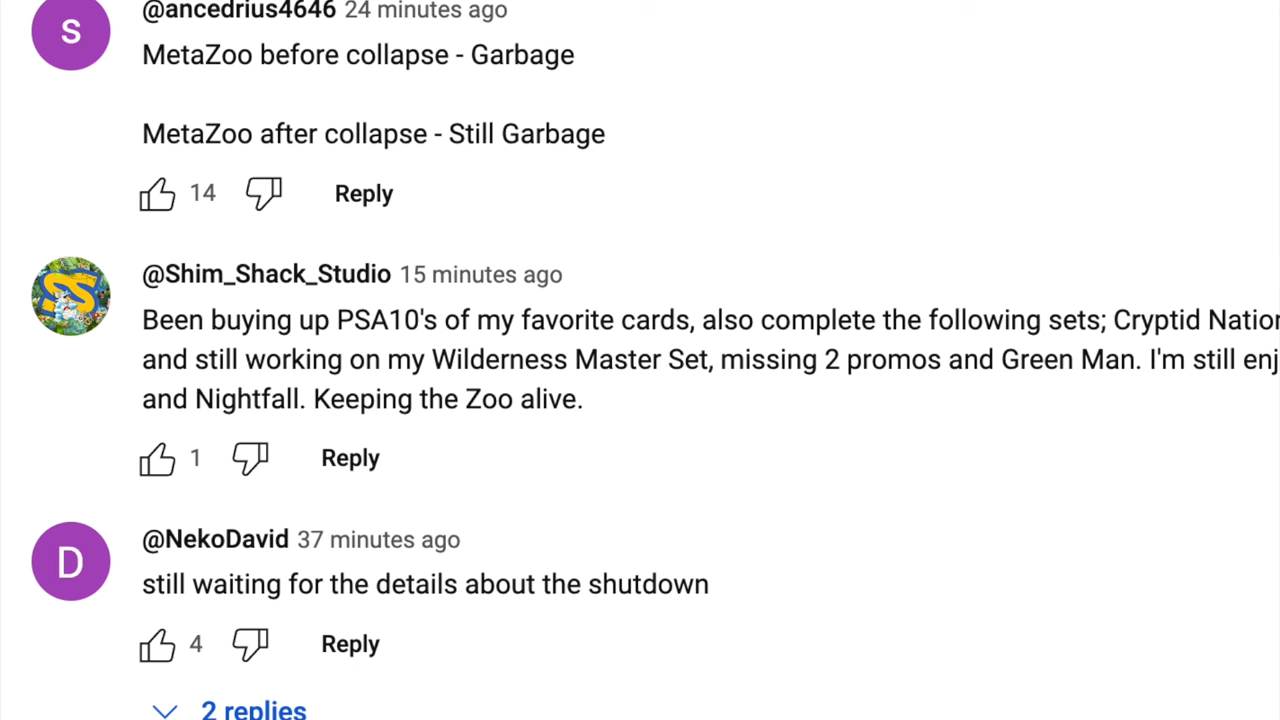 S
@ancedrius4646 24 minutes ago
MetaZoo before collapse - Garbage
MetaZoo after collapse - Still Garbage
14 Reply
SS
@Shim_Shack_Studio 15 minutes ago
Been buying up PSA10's of my favorite cards, also complete the following sets; Cryptid
and still working on my Wilderness Master Set, missing 2 promos and Green Man. I'm still
and Nightfall. Keeping the Zoo alive.
1 Reply
D
@NekoDavid 37 minutes ago
still waiting for the details about the shutdown
4 Reply
2 replies